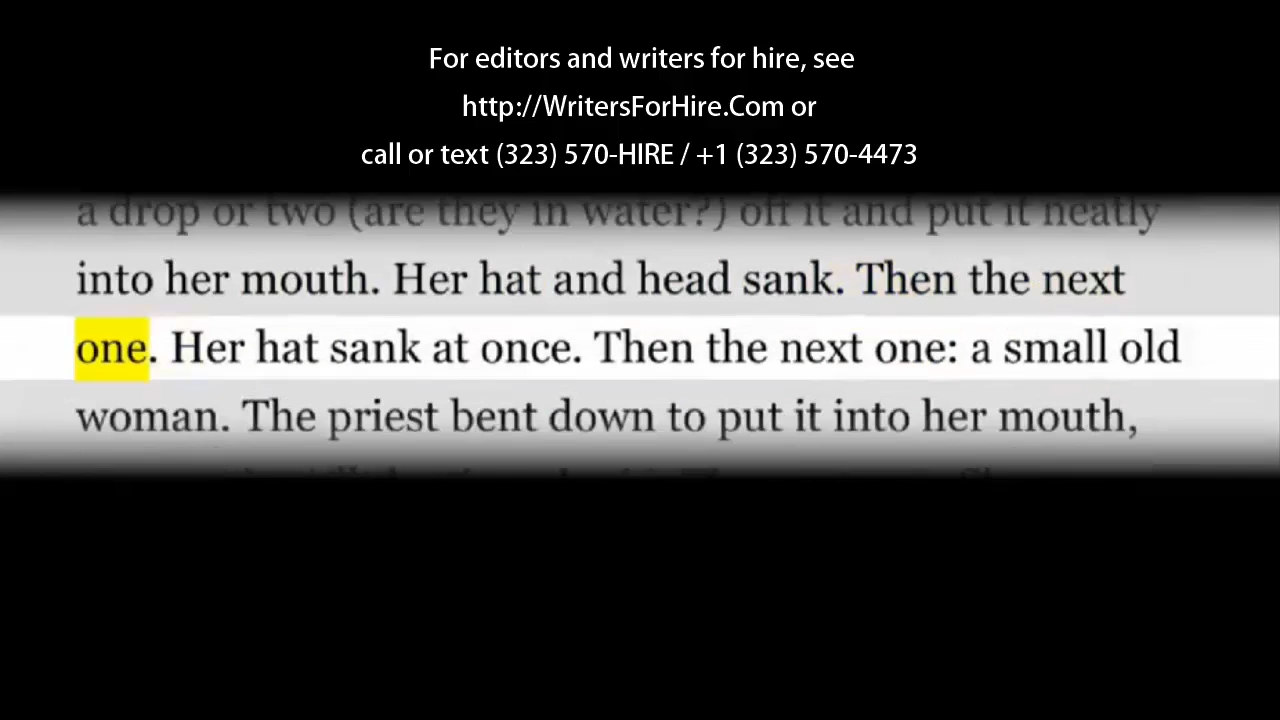 For editors and writers for hire, see
http://WritersForHire.Com or
call or text (323) 570-HIRE / +1 (323) 570-4473
a drop or two (are they in water?) off it and put it neatly
into her mouth. Her hat and head sank. Then the next
one. Her hat sank at once. Then the next one: a small old
woman. The priest bent down to put it into her mouth,